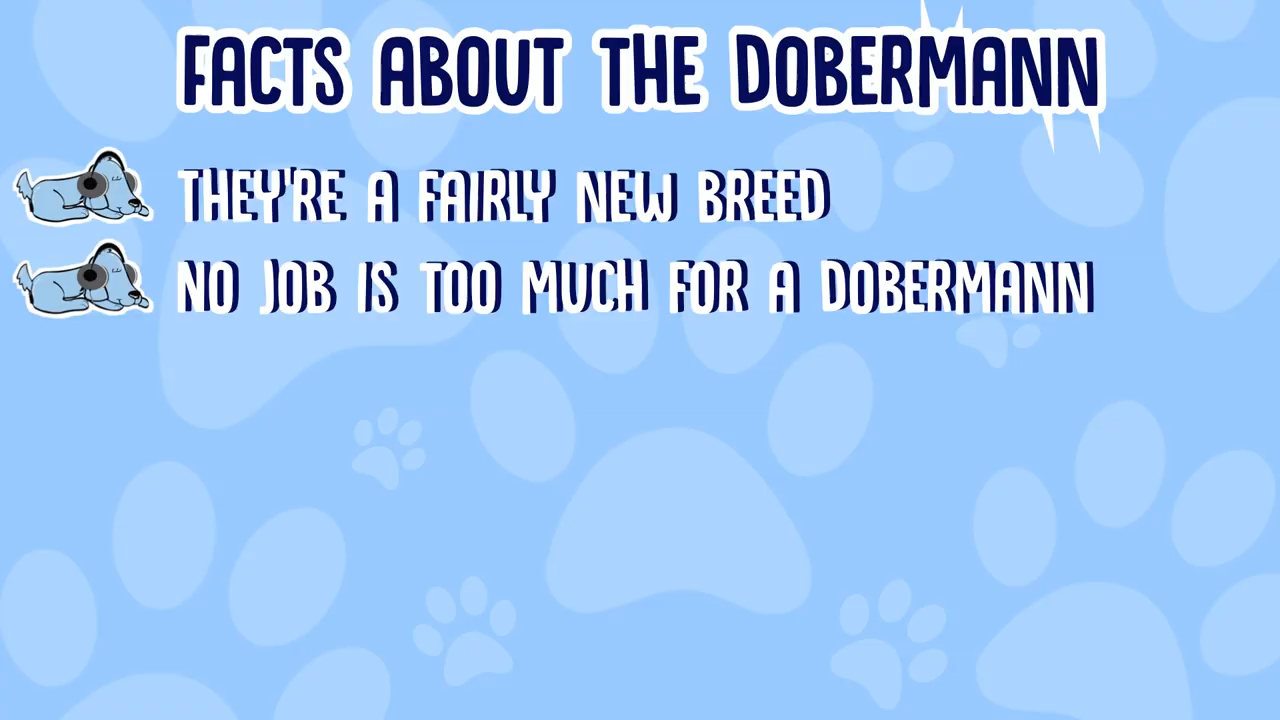 FACTS ABOUT THE DOBERMANN
THEY'RE A FAIRLY NEW BREED
NO JOB IS TOO MUCH FOR A DOBERMANN